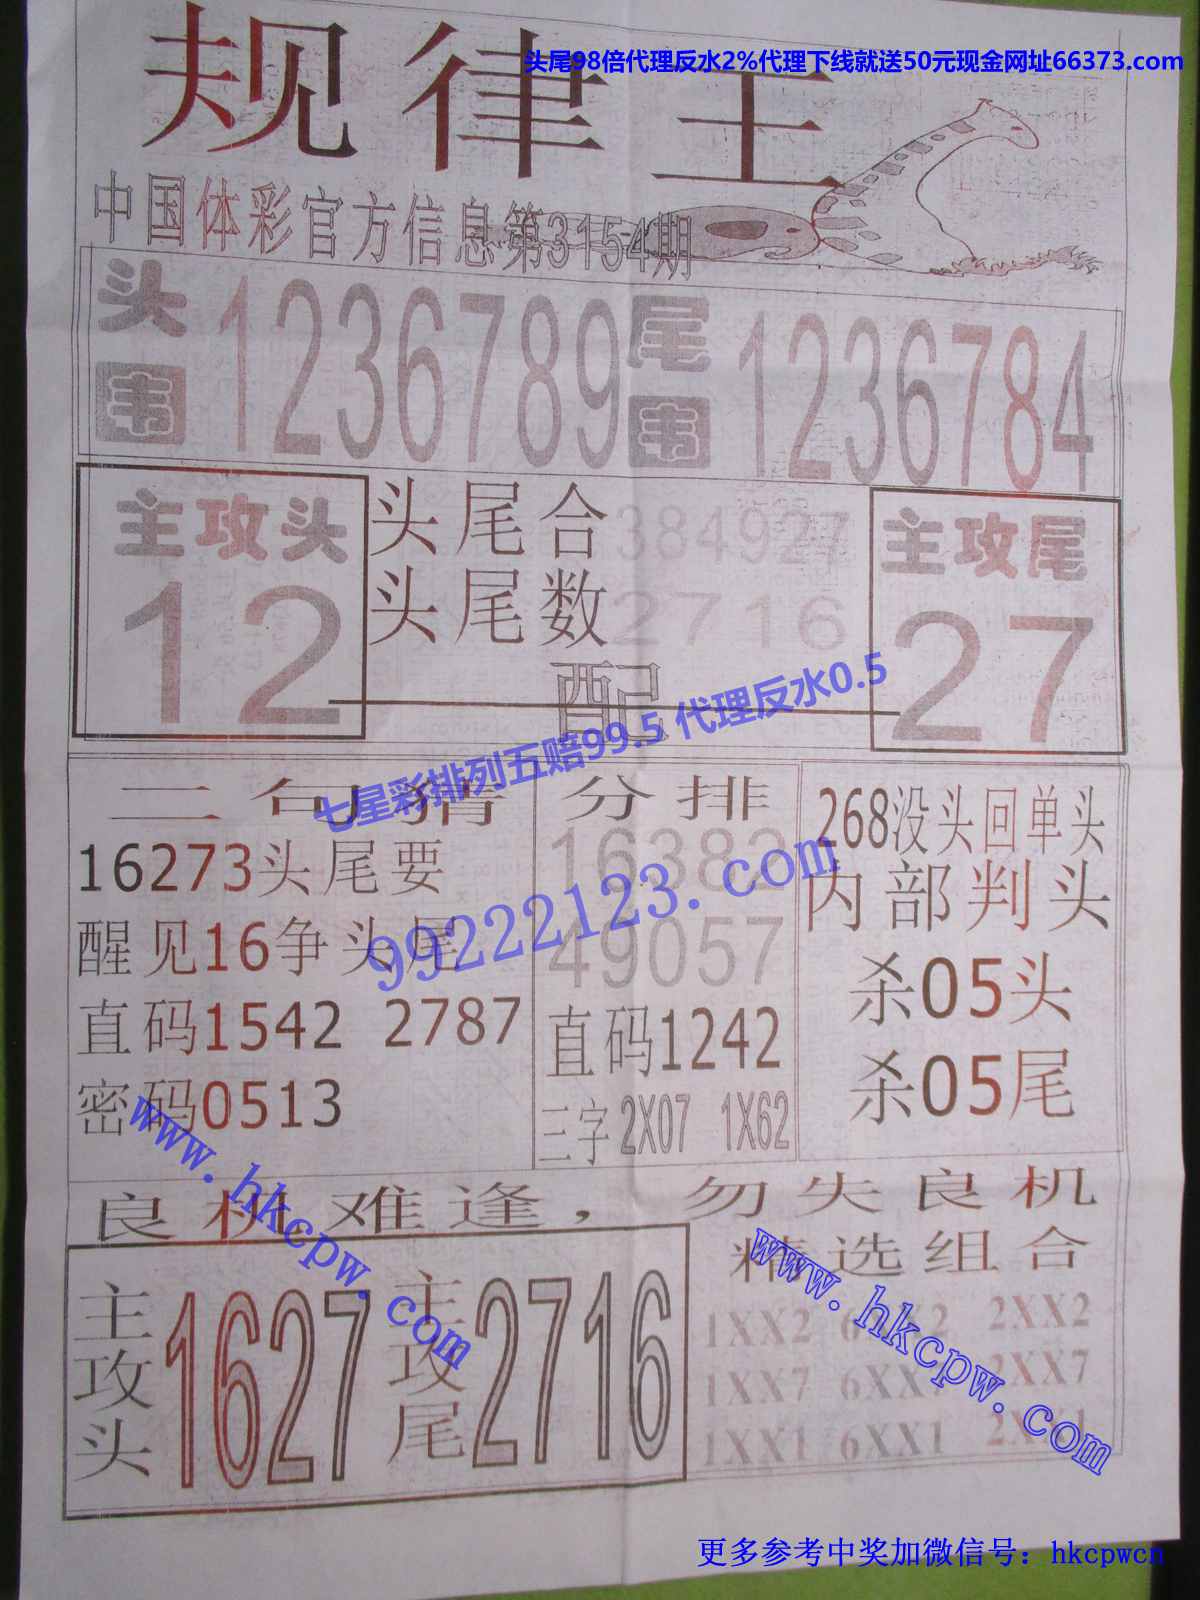 头尾98倍代理反水2%代理下线就送50元现金网址66373.com
规律王
中国体彩官方信息第3154期
头围 1236789 尾围 1236784
主攻头 12
头尾合 384927
头尾数 2716
配
主攻尾 27
七星彩排列五赔99.5 代理反水0.5
二句猜
16273头尾要
醒见16争头尾
直码1542 2787
密码0513
分排
16382
49057
直码1242
三字 2X07 1X62
268没头回单头
内部判头
杀05头
杀05尾
99222123.com
www.hkcpw.com
良机难逢，勿失良机
主攻头 1627 主攻尾 2716
精选组合
1XX2 2XX2
1XX7 6XX7 2XX7
1XX1 6XX1 2XX1
www.hkcpw.com
更多参考中奖加微信号：hkcpwcn